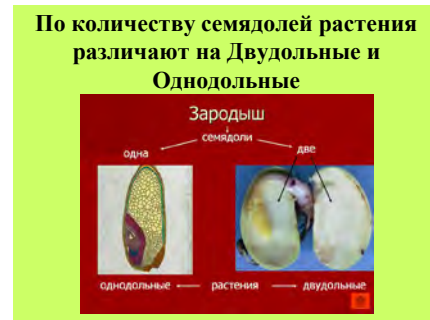 По количеству семядолей растения
различают на Двудольные и
Однодольные
Зародыш
семядоли
одна
две
однодольные
растения
двудольные